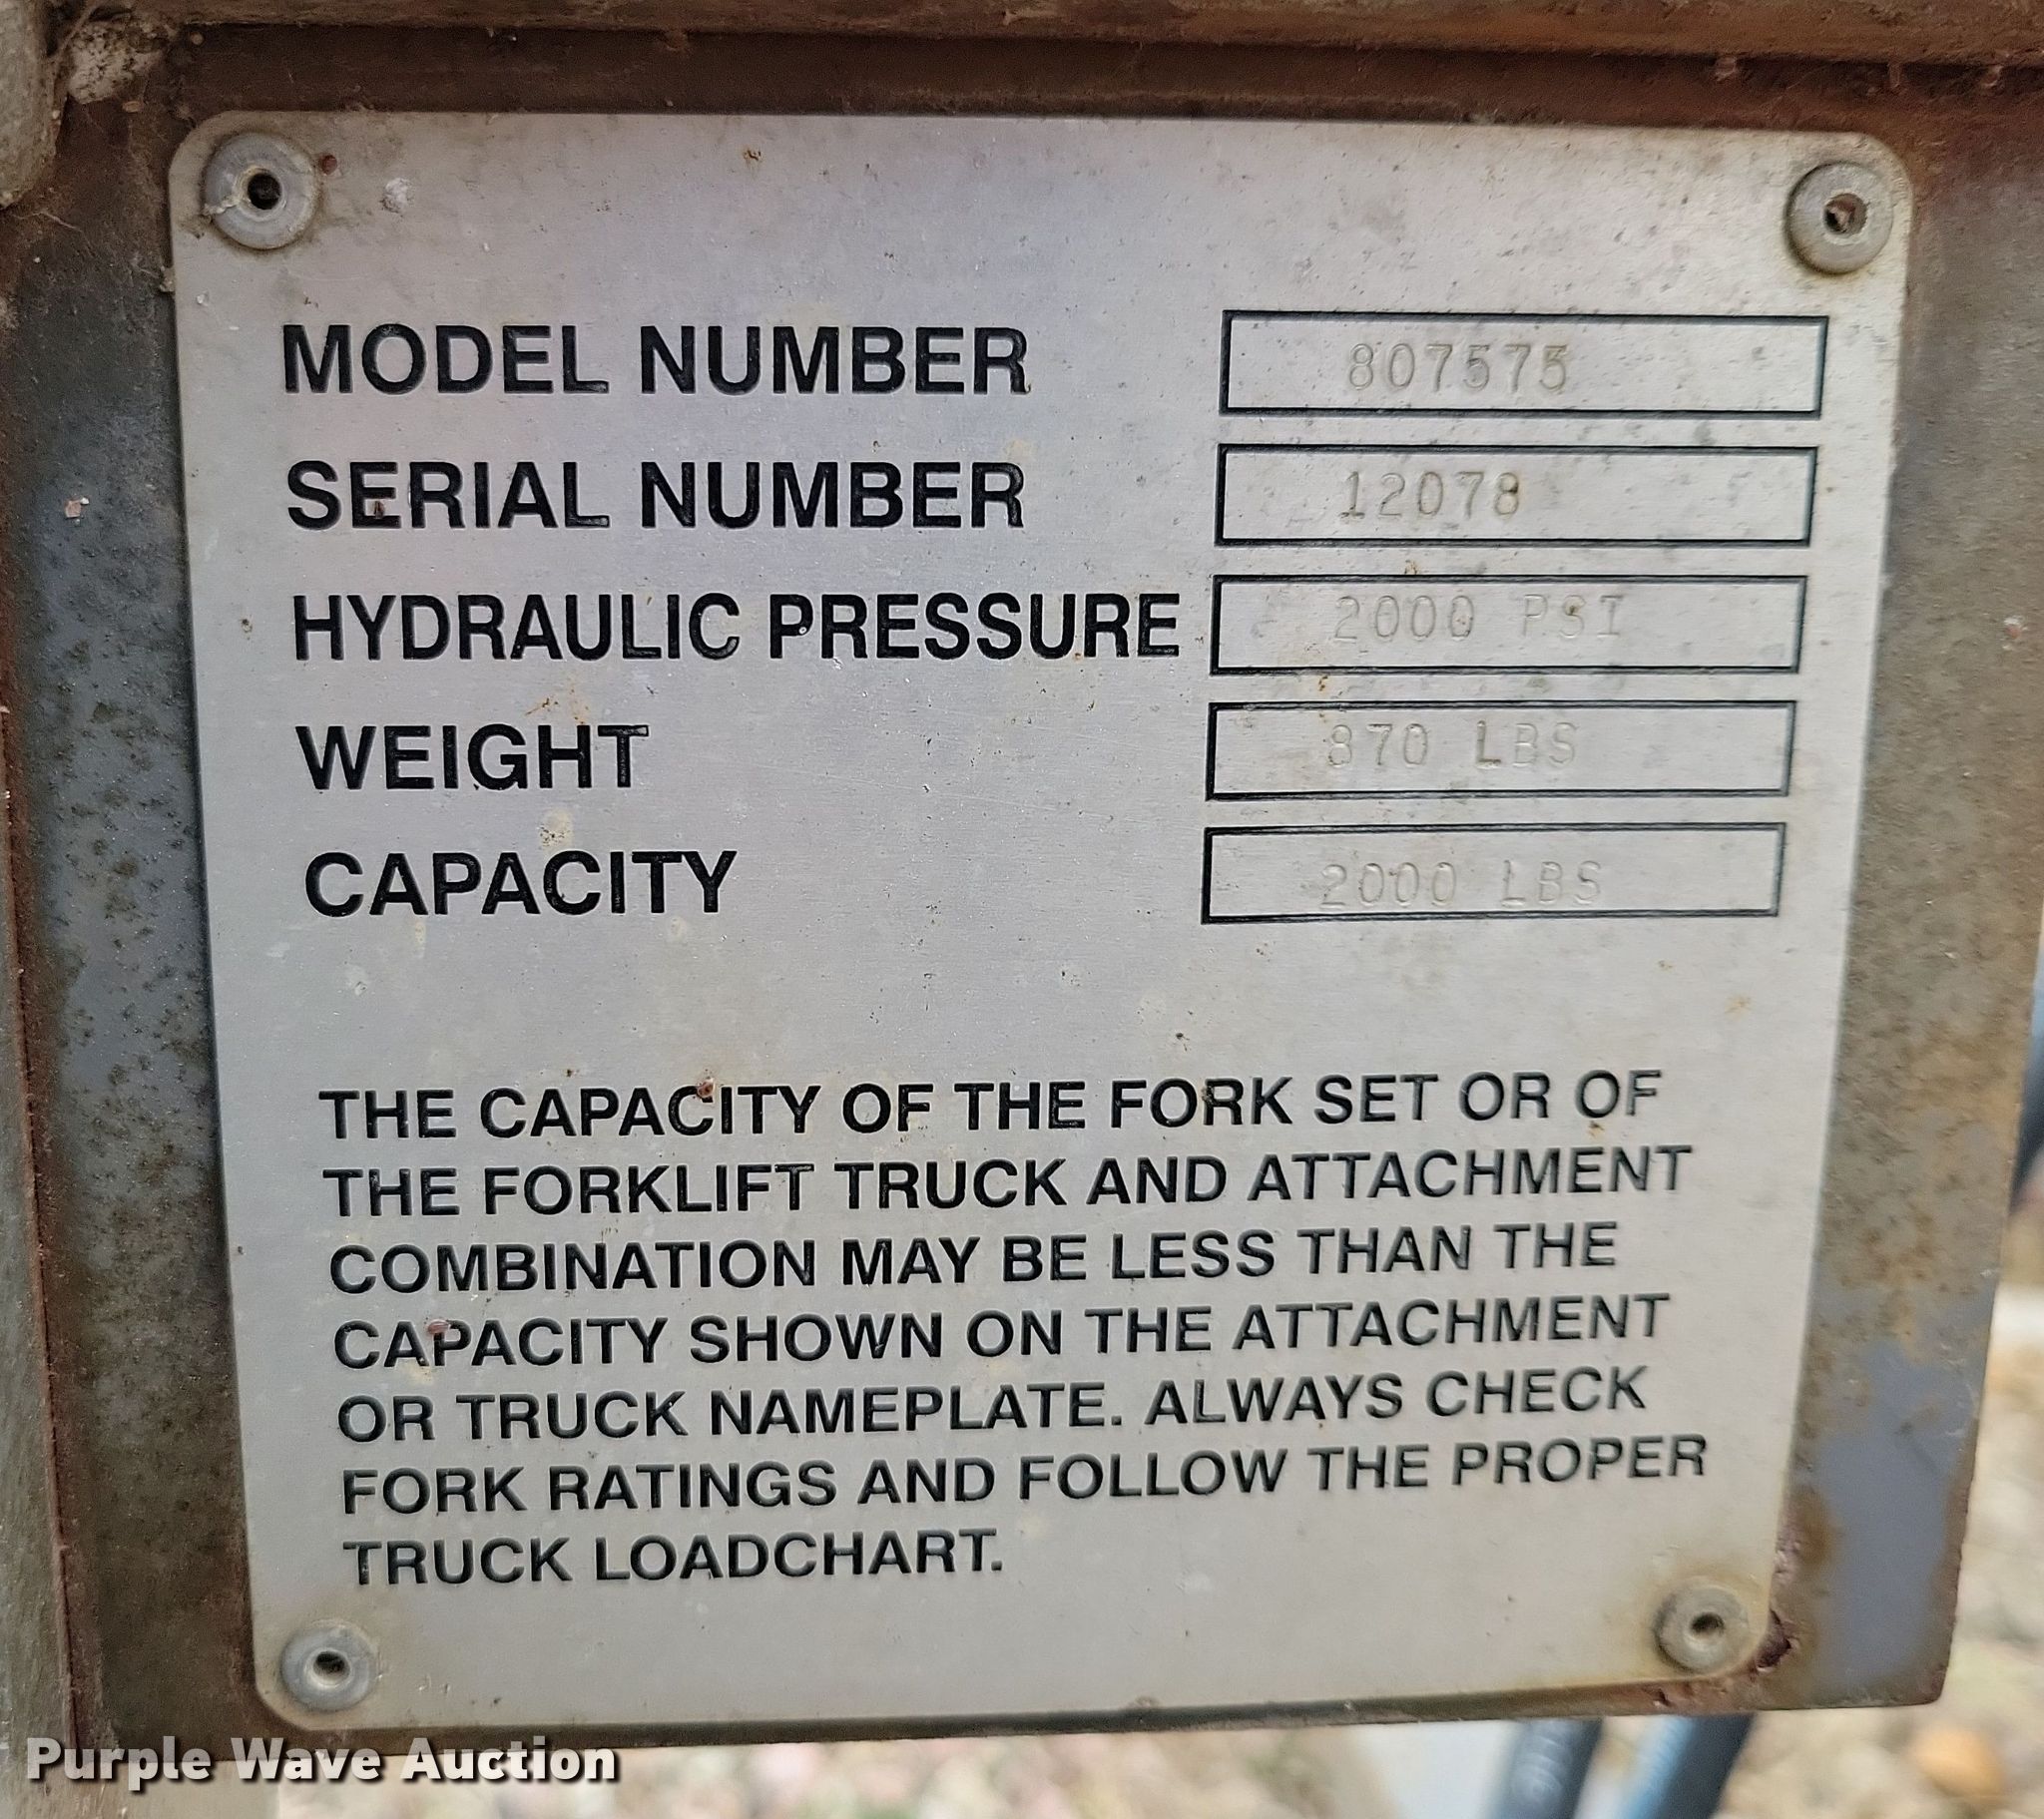 MODEL NUMBER 807575
SERIAL NUMBER 12078
HYDRAULIC PRESSURE 2000 PSI
WEIGHT 870 LBS
CAPACITY 2000 LBS
THE CAPACITY OF THE FORK SET OR OF
THE FORKLIFT TRUCK AND ATTACHMENT
COMBINATION MAY BE LESS THAN THE
CAPACITY SHOWN ON THE ATTACHMENT
OR TRUCK NAMEPLATE. ALWAYS CHECK
FORK RATINGS AND FOLLOW THE PROPER
TRUCK LOADCHART.
Purple Wave Auction